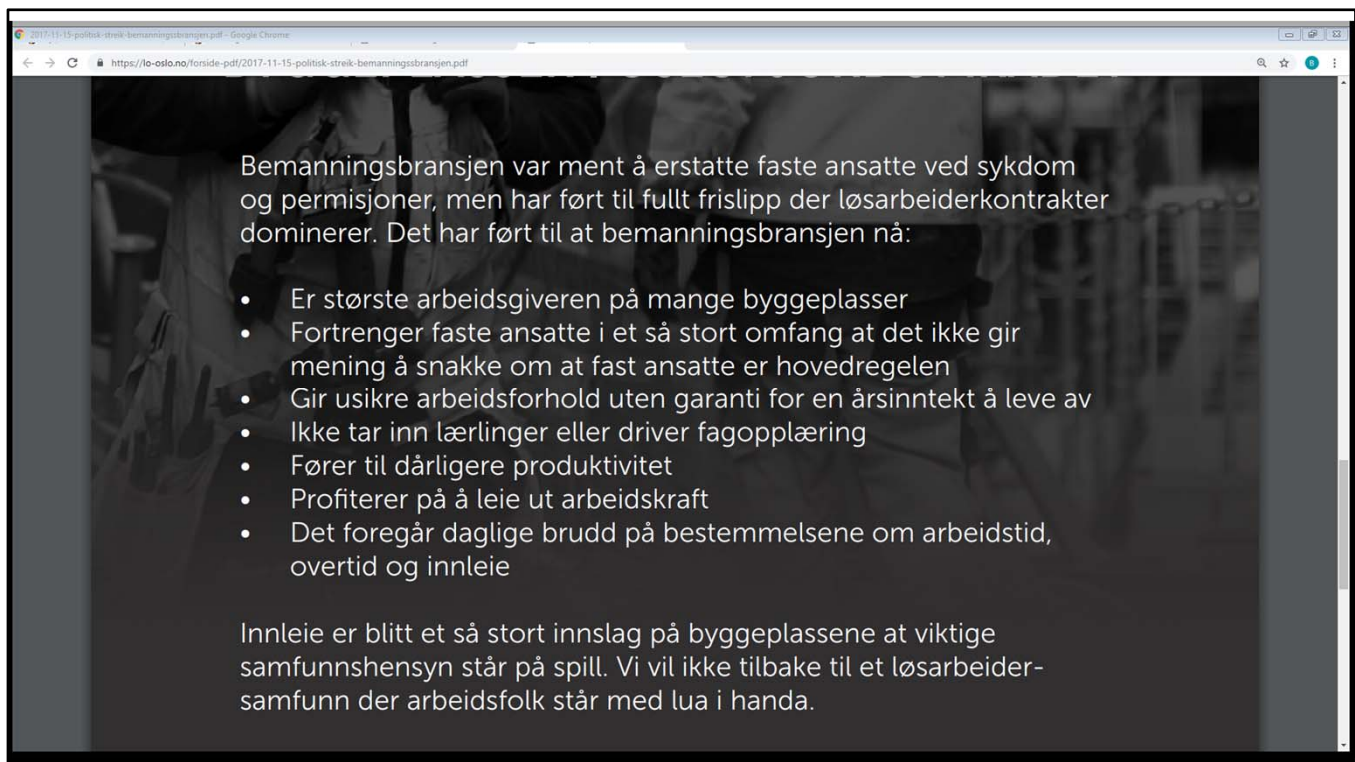 2017-11-15-politisk-streik-bemanningssbransjen.pdf - Google Chrome
https://lo-oslo.no/forside-pdf/2017-11-15-politisk-streik-bemanningssbransjen.pdf
B
Bemanningsbransjen var ment å erstatte faste ansatte ved sykdom
og permisjoner, men har ført til fullt frislipp der løsarbeiderkontrakter
dominerer. Det har ført til at bemanningsbransjen nå:
• Er største arbeidsgiveren på mange byggeplasser
• Fortrenger faste ansatte i et så stort omfang at det ikke gir
mening å snakke om at fast ansatte er hovedregelen
• Gir usikre arbeidsforhold uten garanti for en årsinntekt å leve av
• Ikke tar inn lærlinger eller driver fagopplæring
• Fører til dårligere produktivitet
• Profiterer på å leie ut arbeidskraft
• Det foregår daglige brudd på bestemmelsene om arbeidstid,
overtid og innleie
Innleie er blitt et så stort innslag på byggeplassene at viktige
samfunnshensyn står på spill. Vi vil ikke tilbake til et løsarbeider-
samfunn der arbeidsfolk står med lua i handa.